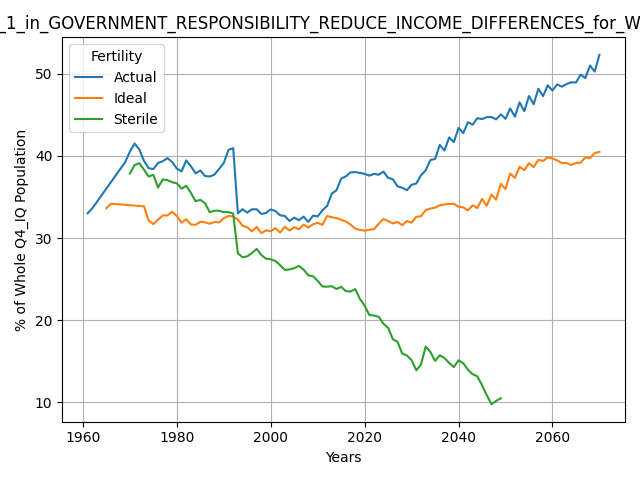 _1_in_GOVERNMENT_RESPONSIBILITY_REDUCE_INCOME_DIFFERENCES_for_W
Fertility
Actual
Ideal
Sterile
% of Whole Q4_IQ Population
50
40
30
20
10
1960 1980 2000 2020 2040 2060
Years